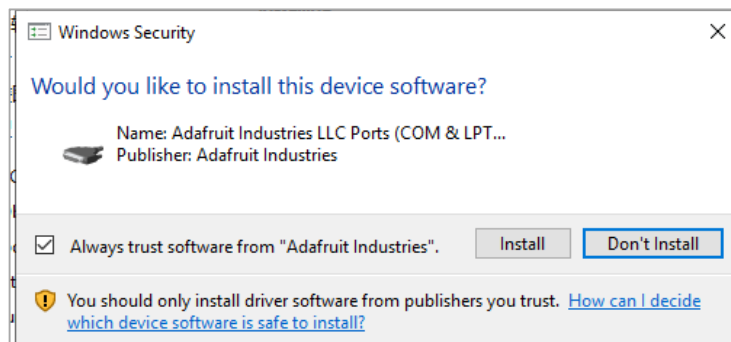 Windows Security
Would you like to install this device software?
Name: Adafruit Industries LLC Ports (COM & LPT...
Publisher: Adafruit Industries
Always trust software from "Adafruit Industries".
Install
Don't Install
You should only install driver software from publishers you trust. How can I decide
which device software is safe to install?